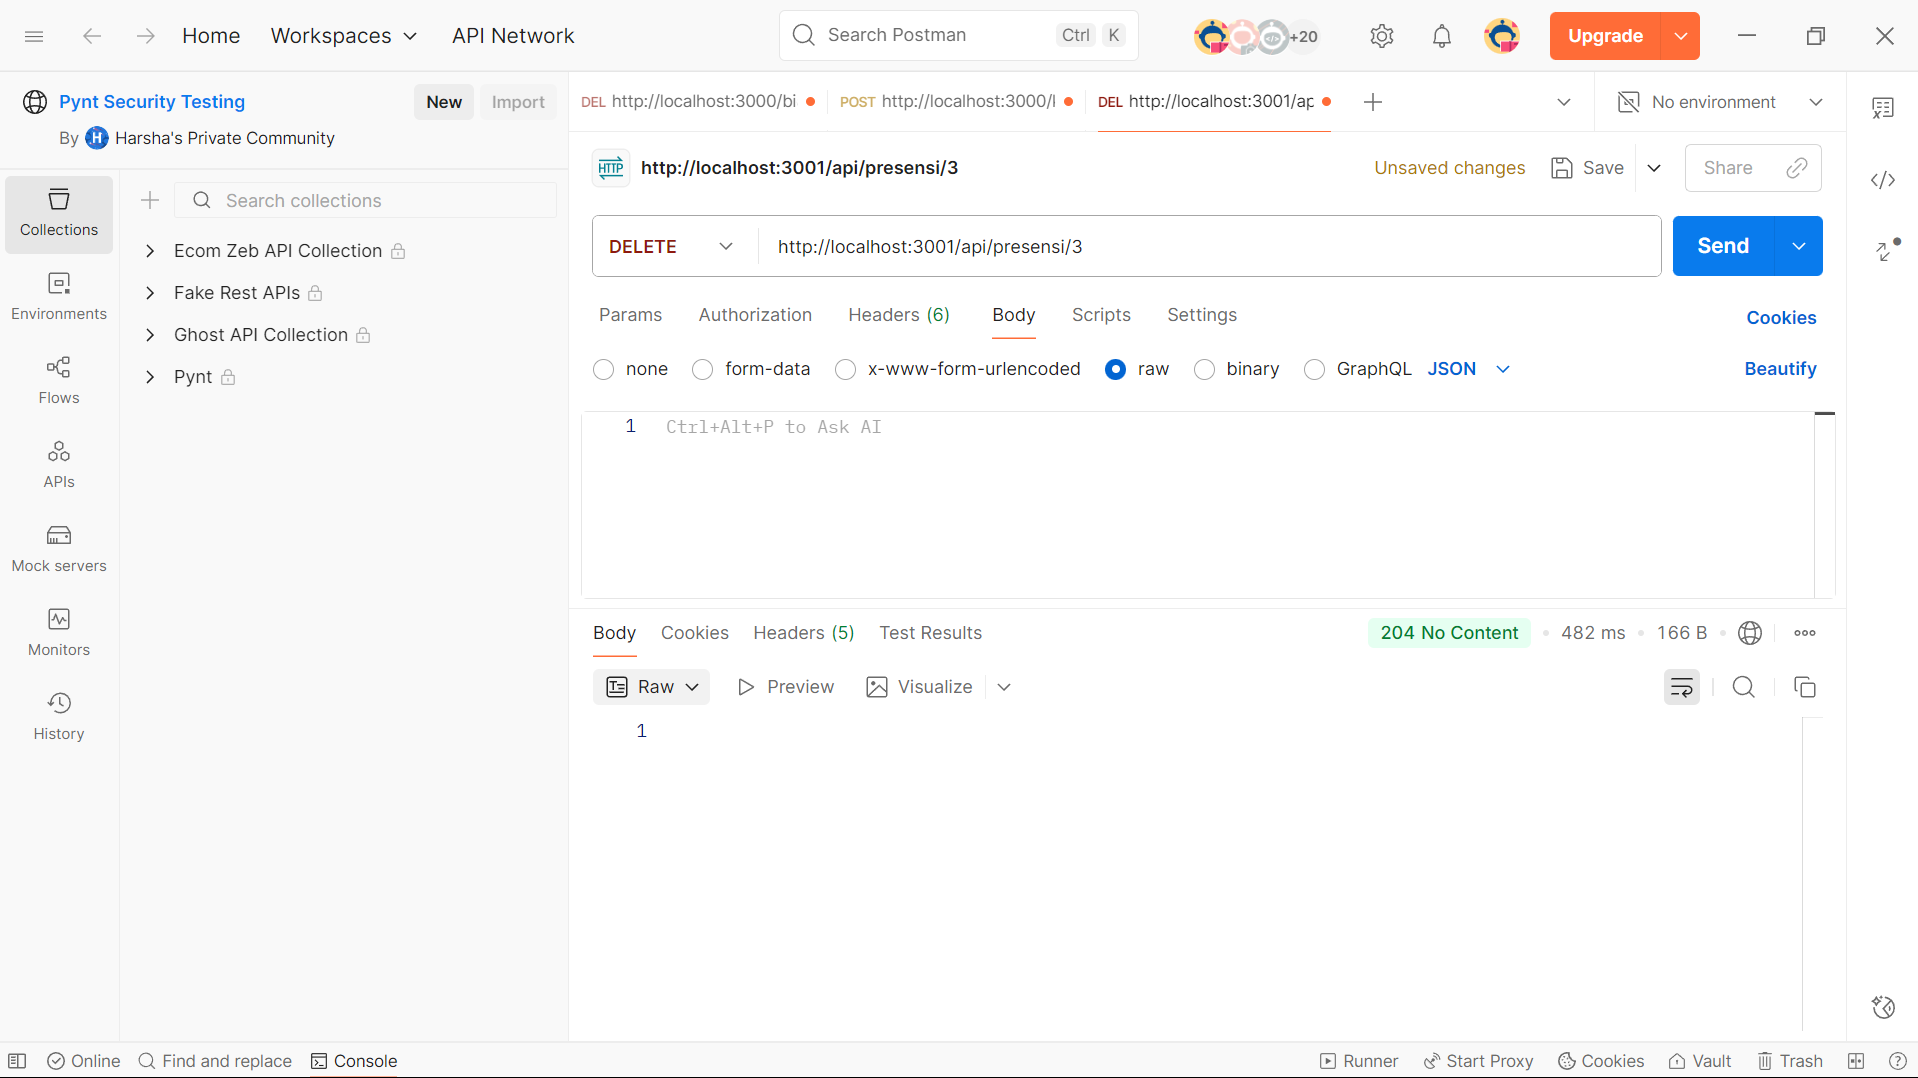 Home
Workspaces
API Network
Search Postman
Ctrl K
+20
Upgrade
Pynt Security Testing
New
Import
By H Harsha's Private Community
DEL http://localhost:3000/bi
POST http://localhost:3000/
DEL http://localhost:3001/ap
No environment
Collections
Environments
Flows
APIs
Mock servers
Monitors
History
Search collections
Ecom Zeb API Collection
Fake Rest APIs
Ghost API Collection
Pynt
HTTP http://localhost:3001/api/presensi/3
Unsaved changes
Save
Share
DELETE
http://localhost:3001/api/presensi/3
Send
Params
Authorization
Headers (6)
Body
Scripts
Settings
Cookies
none
form-data
x-www-form-urlencoded
raw
binary
GraphQL
JSON
Beautify
1 Ctrl+Alt+P to Ask AI
Body
Cookies
Headers (5)
Test Results
204 No Content
482 ms
166 B
Raw
Preview
Visualize
1
Online
Find and replace
Console
Runner
Start Proxy
Cookies
Vault
Trash